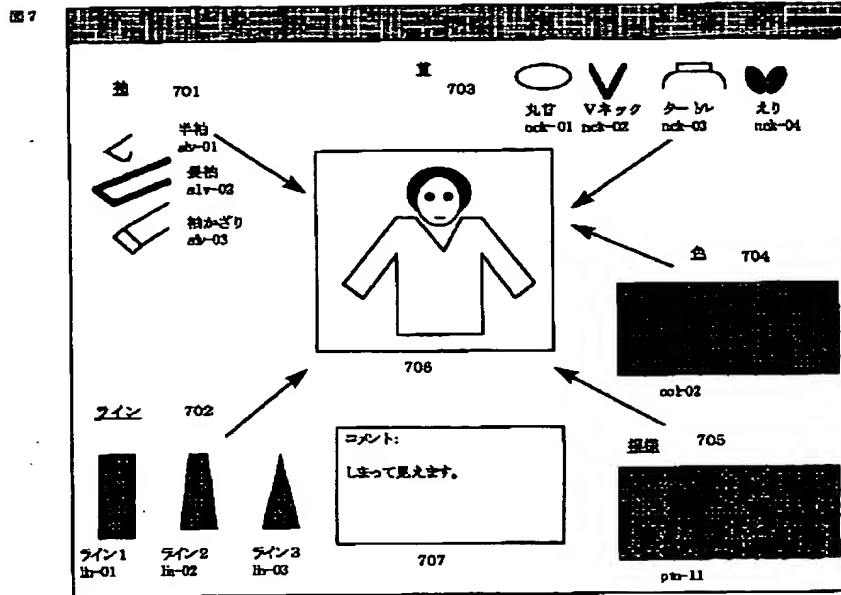 図7
袖 701
半袖
slv-01
長袖
slv-02
袖かざり
slv-03
703
丸首 Vネック タートル えり
nck-01 nck-02 nck-03 nck-04
色 704
col-02
706
ライン 702
ライン1 ライン2 ライン3
lin-01 lin-02 lin-03
コメント:
しまって見えます。
707
模様 705
ptn-11